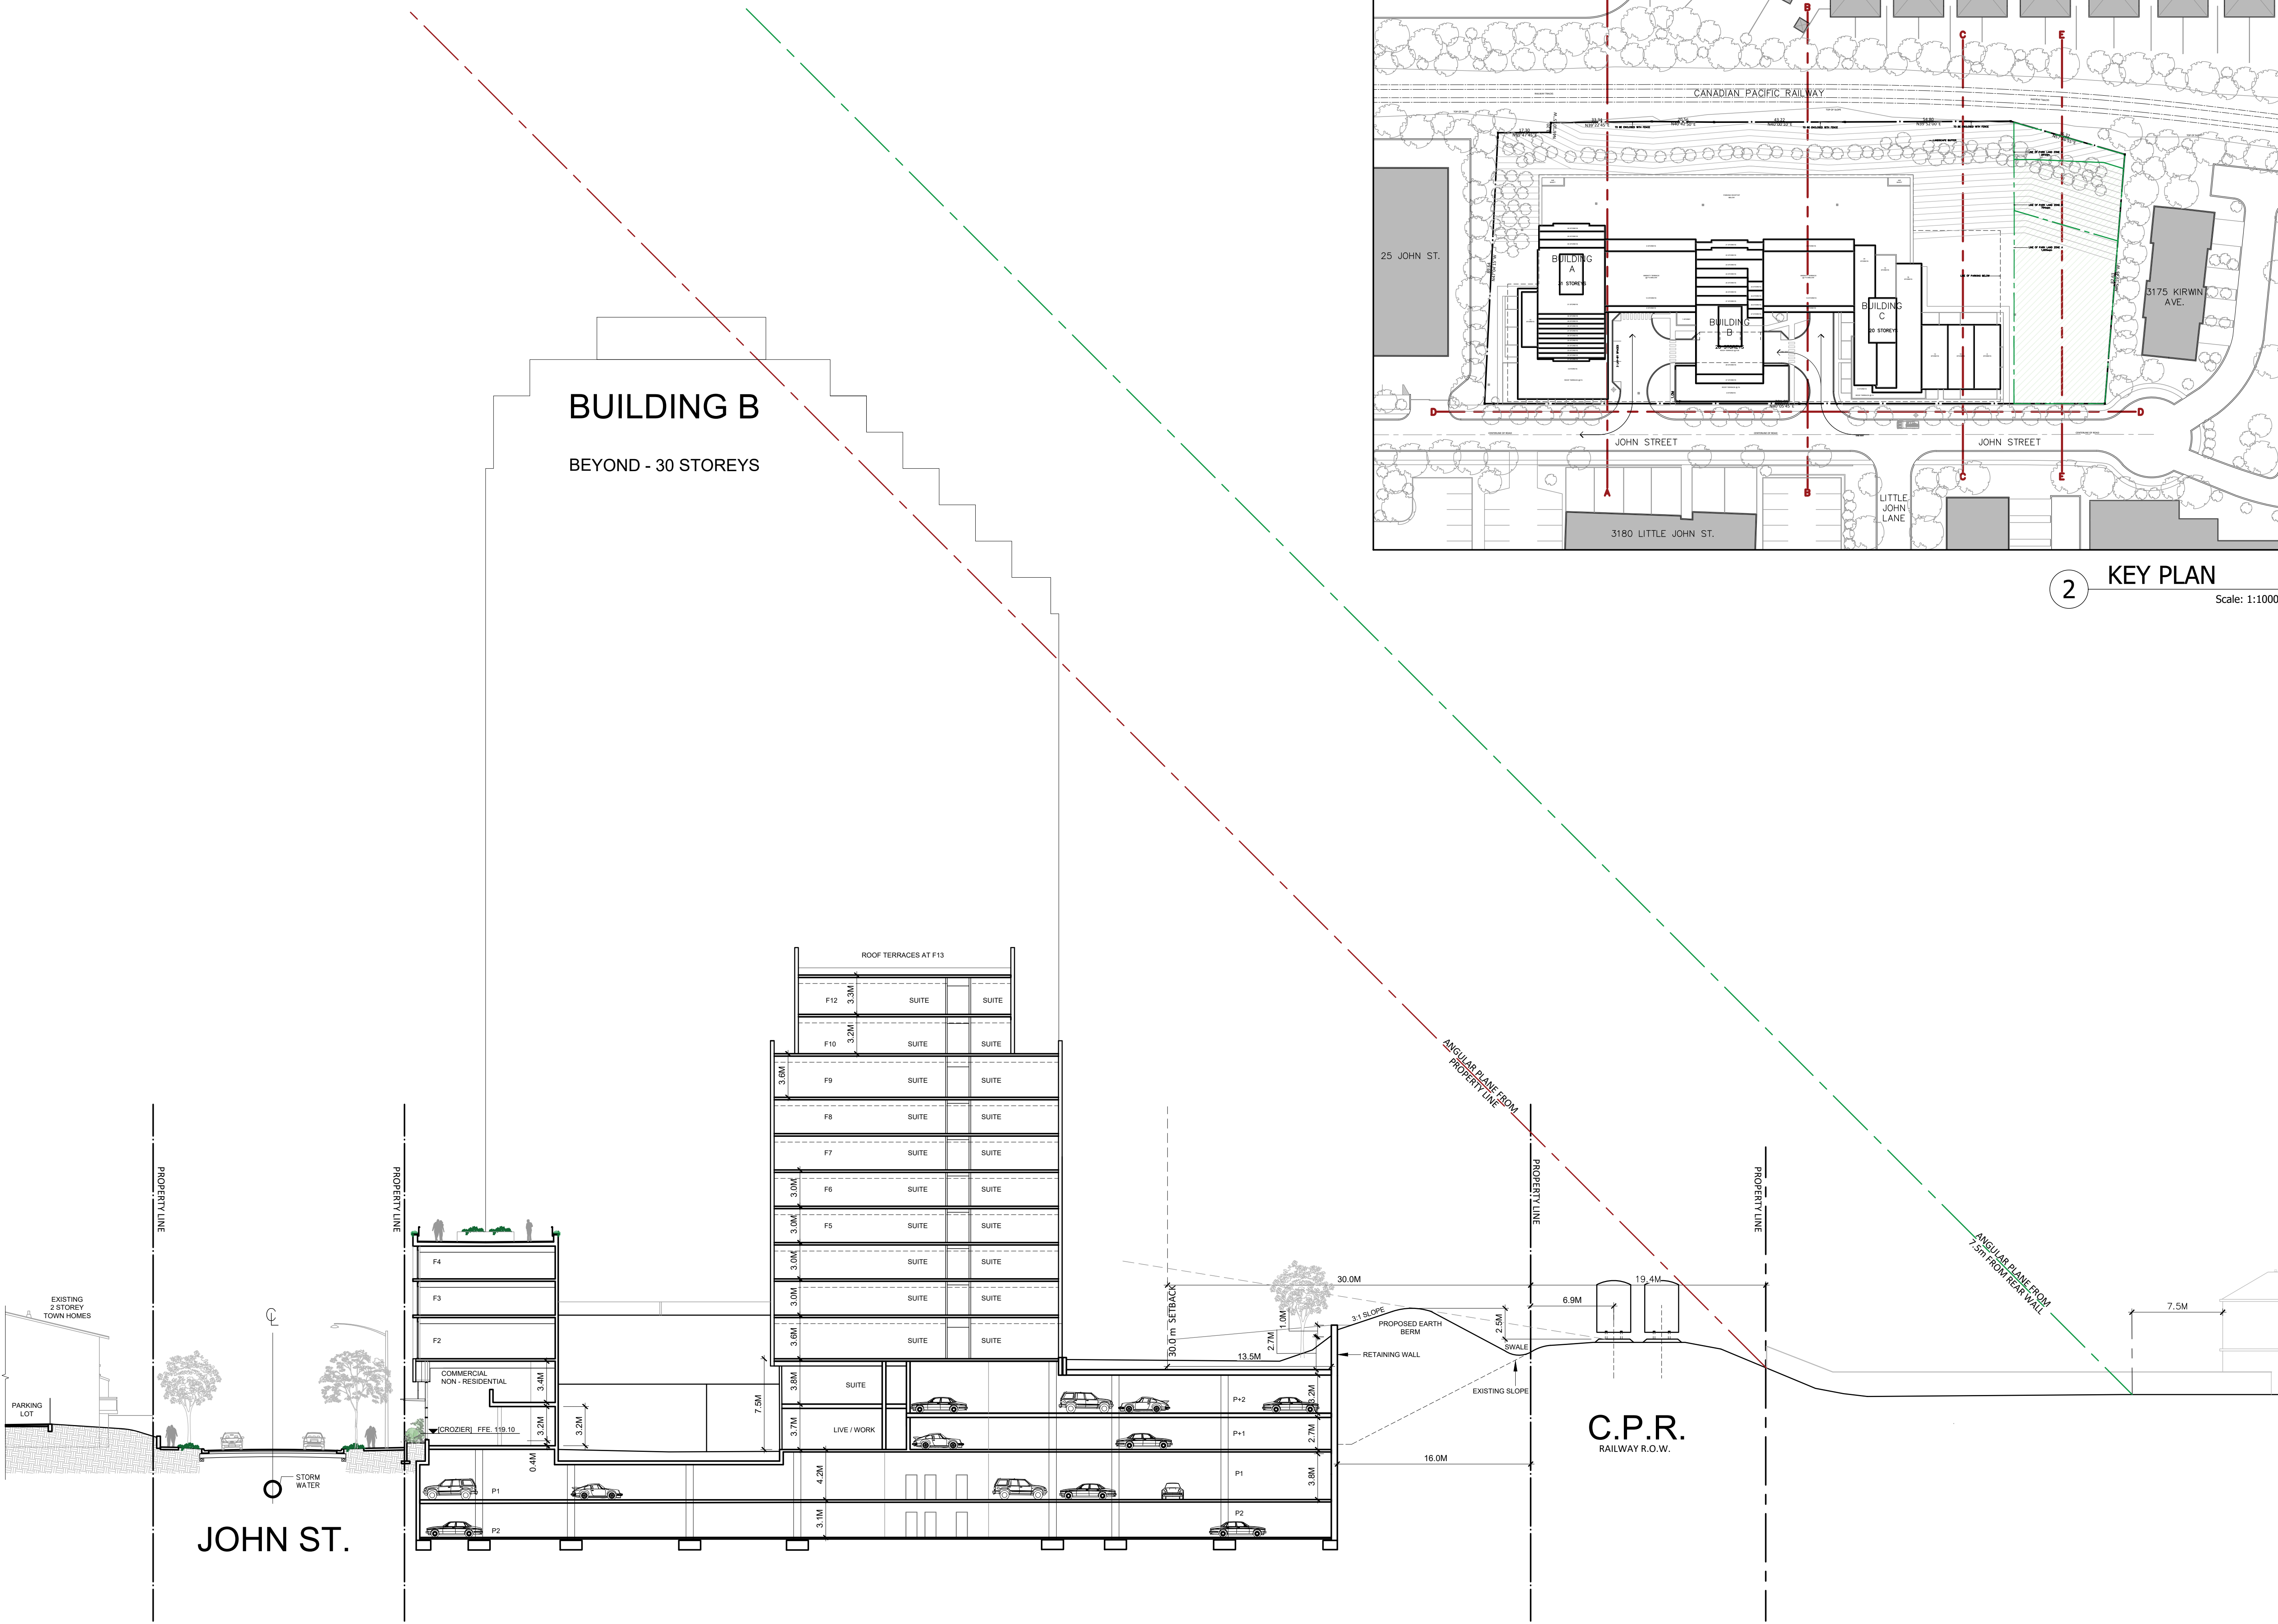 BUILDING B
BEYOND - 30 STOREYS
B
C
E
CANADIAN PACIFIC RAILWAY
25 JOHN ST.
BUILDING
A
31 STOREYS
BUILDING
B
BUILDING
C
20 STOREYS
3175 KIRWIN
AVE.
D
D
JOHN STREET
JOHN STREET
A
B
C
E
LITTLE
JOHN
LANE
3180 LITTLE JOHN ST.
2
KEY PLAN
Scale: 1:1000
ROOF TERRACES AT F13
F12
3.3M
SUITE
SUITE
F10
3.2M
SUITE
SUITE
3.6M
F9
SUITE
SUITE
F8
SUITE
SUITE
F7
SUITE
SUITE
3.0M
F6
SUITE
SUITE
3.0M
F5
SUITE
SUITE
3.0M
SUITE
SUITE
3.0M
SUITE
SUITE
3.6M
SUITE
SUITE
ANGULAR PLANE FROM
PROPERTY LINE
ANGULAR PLANE FROM
7.5m FROM REAR WALL
PROPERTY LINE
PROPERTY LINE
PROPERTY LINE
PROPERTY LINE
F4
F3
F2
EXISTING
2 STOREY
TOWN HOMES
PARKING
LOT
COMMERCIAL
NON - RESIDENTIAL
3.4M
[CROZIER] FFE. 119.10
3.2M
3.2M
0.4M
7.5M
3.8M
SUITE
3.7M
LIVE / WORK
30.0 m SETBACK
30.0M
19.4M
6.9M
7.5M
1.0M
2.7M
13.5M
3:1 SLOPE
PROPOSED EARTH
BERM
2.5M
SWALE
RETAINING WALL
EXISTING SLOPE
P+2
3.2M
P+1
2.7M
16.0M
C.P.R.
RAILWAY R.O.W.
P1
4.2M
P1
3.8M
P2
3.1M
P2
STORM
WATER
JOHN ST.